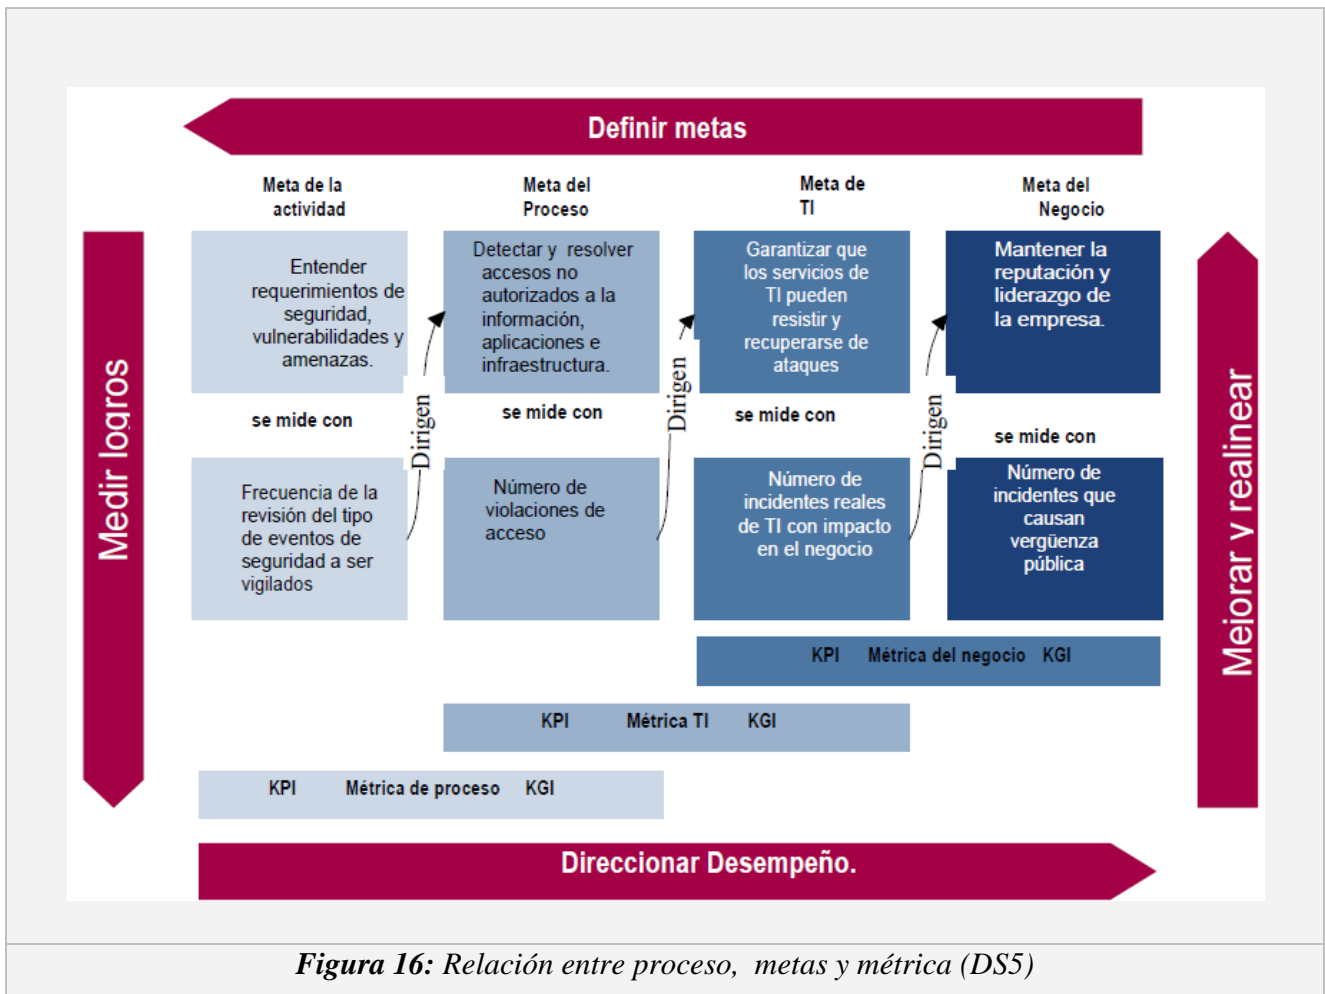 Definir metas
Meta de la
actividad
Meta del
Proceso
Meta de
TI
Meta del
Negocio
Medir logros
Entender
requerimientos de
seguridad,
vulnerabilidades y
amenazas.
Detectar y resolver
accesos no
autorizados a la
información,
aplicaciones e
infraestructura.
Garantizar que
los servicios de
TI pueden
resistir y
recuperarse de
ataques
Mantener la
reputación y
liderazgo de
la empresa.
Mejorar y realinear
se mide con
Dirigen
se mide con
Dirigen
se mide con
Dirigen
se mide con
Frecuencia de la
revisión del tipo
de eventos de
seguridad a ser
vigilados
Número de
violaciones de
acceso
Número de
incidentes reales
de TI con impacto
en el negocio
Número de
incidentes que
causan
vergüenza
pública
KPI Métrica del negocio KGI
KPI Métrica TI KGI
KPI Métrica de proceso KGI
Direccionar Desempeño.
Figura 16: Relación entre proceso, metas y métrica (DS5)